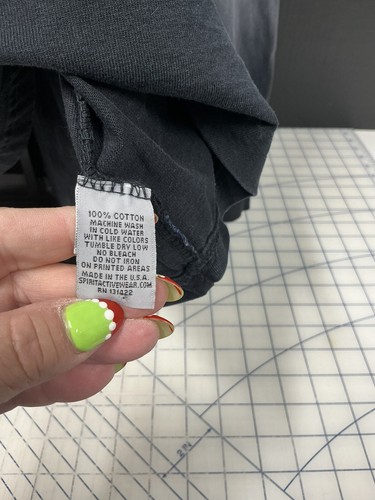 100% COTTON
MACHINE WASH
IN COLD WATER
WITH LIKE COLORS
TUMBLE DRY LOW
NO BLEACH
DO NOT IRON
ON PRINTED AREAS
MADE IN THE U.S.A.
SPIRITACTIVEWEAR.COM
RN 131422